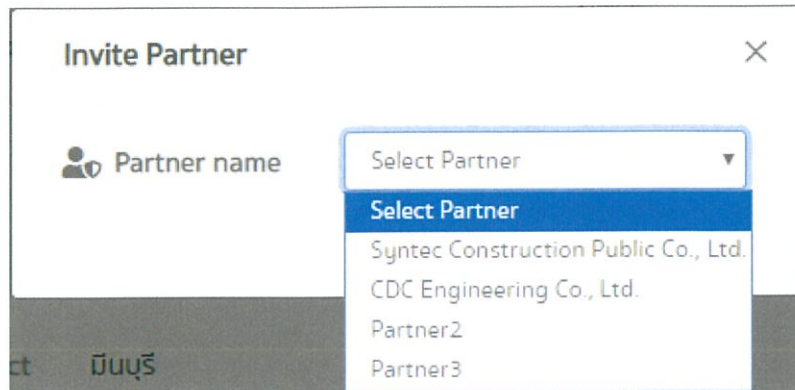 Invite Partner
Partner name
Select Partner
Select Partner
Syntec Construction Public Co., Ltd.
CDC Engineering Co., Ltd.
Partner2
Partner3
ct มีนบุรี